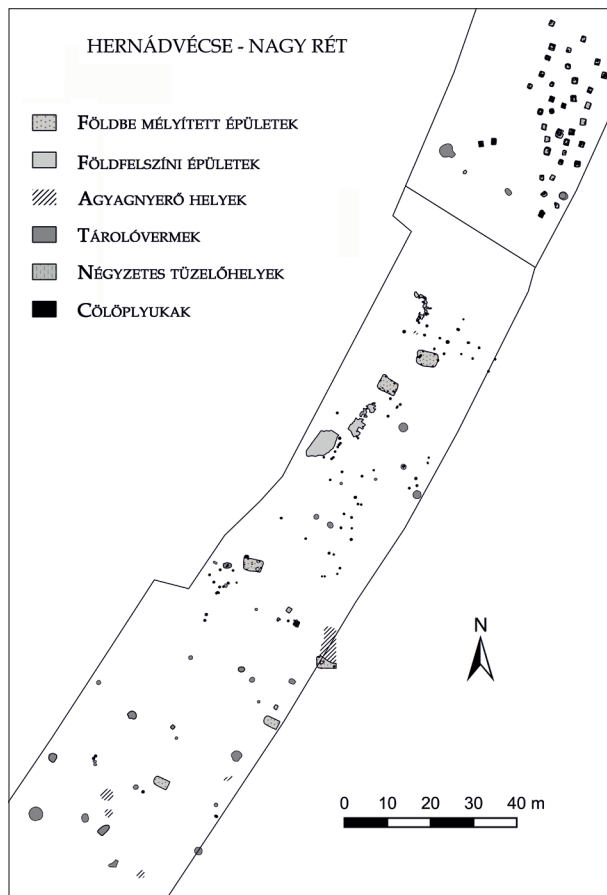 HERNÁDVÉCSE - NAGY RÉT
FÖLDBE MÉLYÍTETT ÉPÜLETEK
FÖLDFELSZÍNI ÉPÜLETEK
AGYAGNYERŐ HELYEK
TÁROLÓVERMEK
NÉGYZETES TÜZELŐHELYEK
CÖLÖPLYUKAK
N
0 10 20 30 40 m